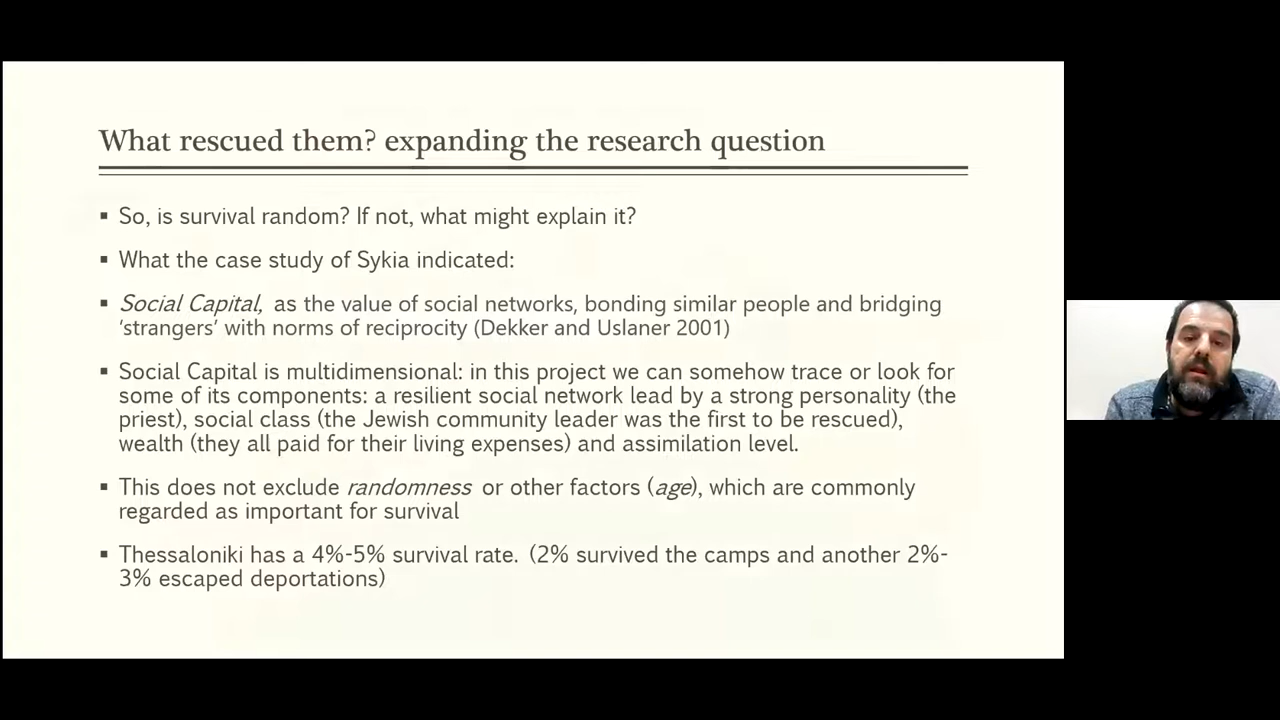 What rescued them? expanding the research question
▪ So, is survival random? If not, what might explain it?
▪ What the case study of Sykia indicated:
▪ Social Capital, as the value of social networks, bonding similar people and bridging
‘strangers’ with norms of reciprocity (Dekker and Uslaner 2001)
▪ Social Capital is multidimensional: in this project we can somehow trace or look for
some of its components: a resilient social network lead by a strong personality (the
priest), social class (the Jewish community leader was the first to be rescued),
wealth (they all paid for their living expenses) and assimilation level.
▪ This does not exclude randomness or other factors (age), which are commonly
regarded as important for survival
▪ Thessaloniki has a 4%-5% survival rate. (2% survived the camps and another 2%-
3% escaped deportations)